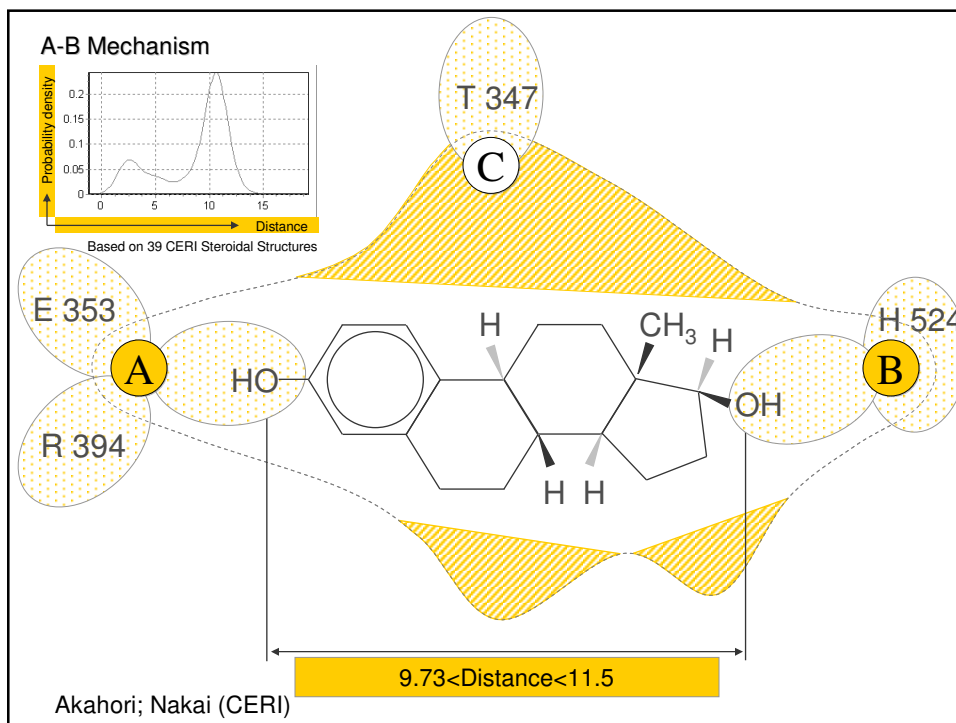 A-B Mechanism
Probability density
0.2
0.15
0.1
0.05
0
0 5 10 15
Distance
Based on 39 CERI Steroidal Structures
T 347
C
E 353
A
R 394
H 524
B
HO
H
CH3
H
OH
H H
9.73<Distance<11.5
Akahori; Nakai (CERI)